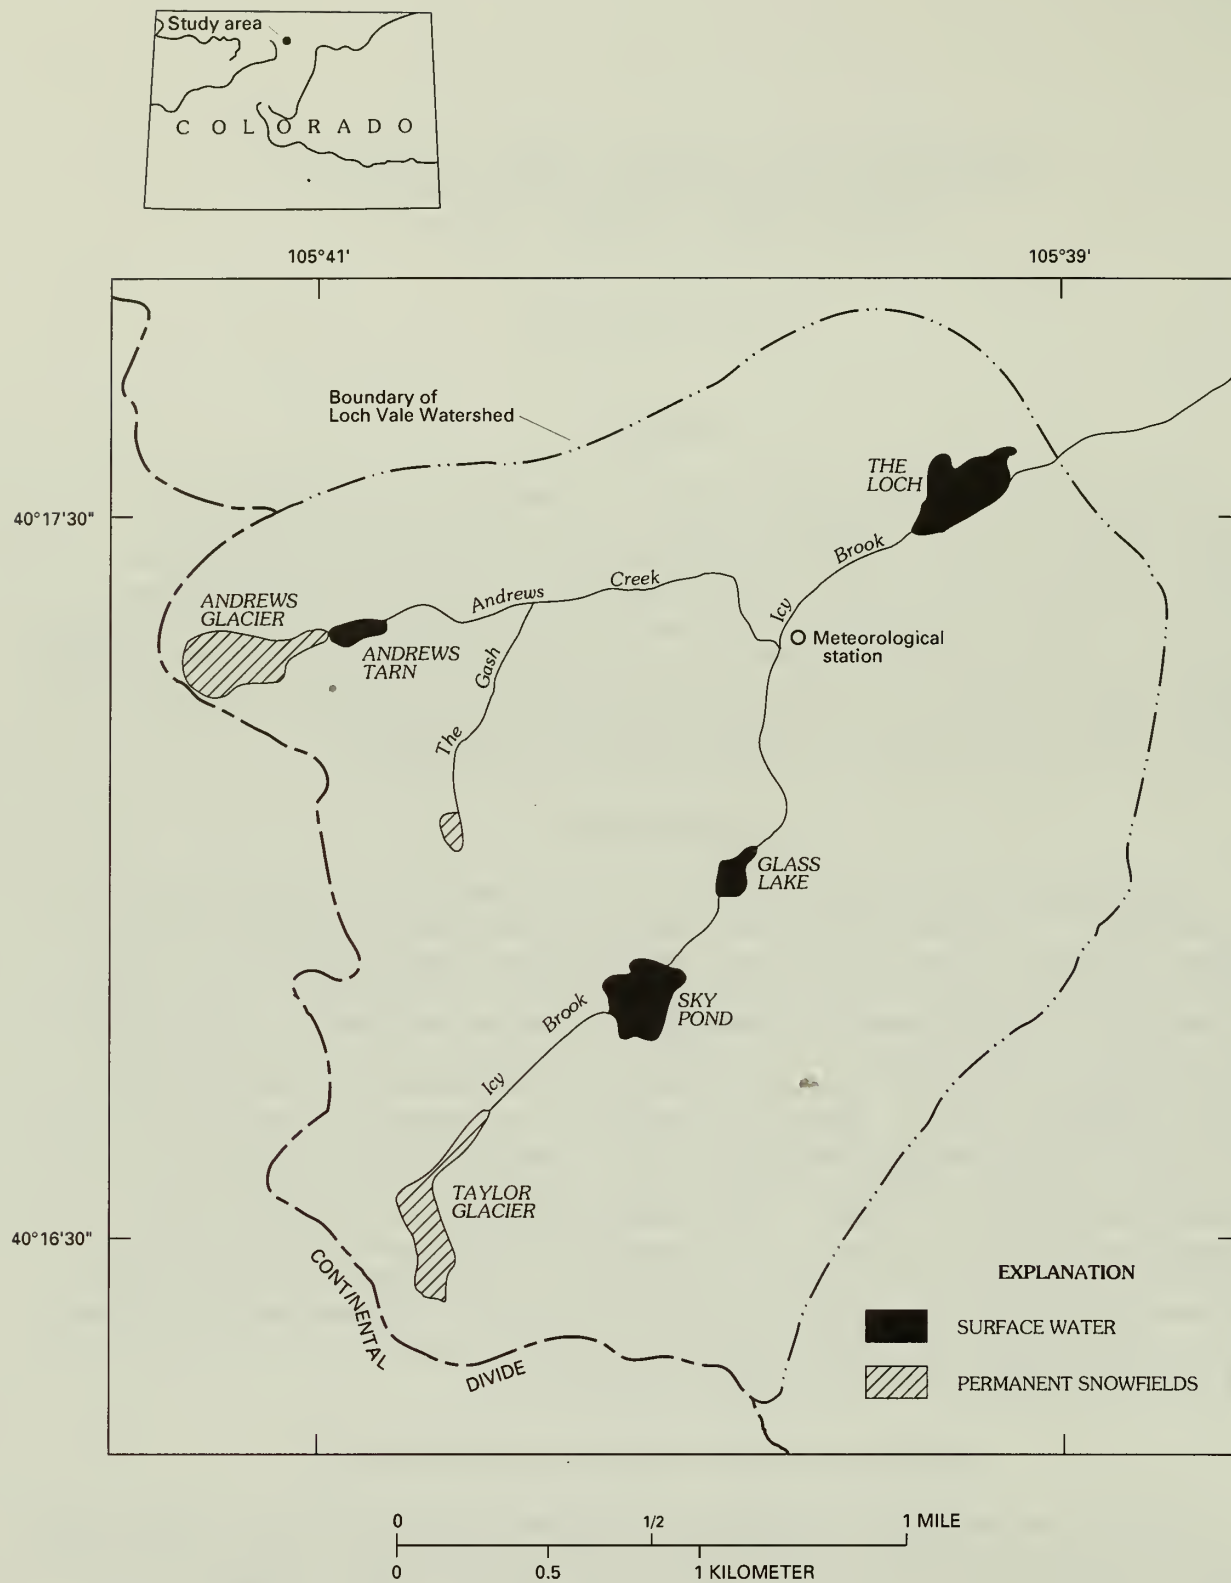 Study area
C O L O R A D O
105°41'
105°39'
Boundary of
Loch Vale Watershed
THE
LOCH
40°17'30"
Icy Brook
Andrews Creek
ANDREWS
GLACIER
ANDREWS
TARN
Meteorological
station
The Gash
GLASS
LAKE
SKY
POND
Icy Brook
TAYLOR
GLACIER
40°16'30"
CONTINENTAL DIVIDE
EXPLANATION
SURFACE WATER
PERMANENT SNOWFIELDS
0 1/2 1 MILE
0 0.5 1 KILOMETER